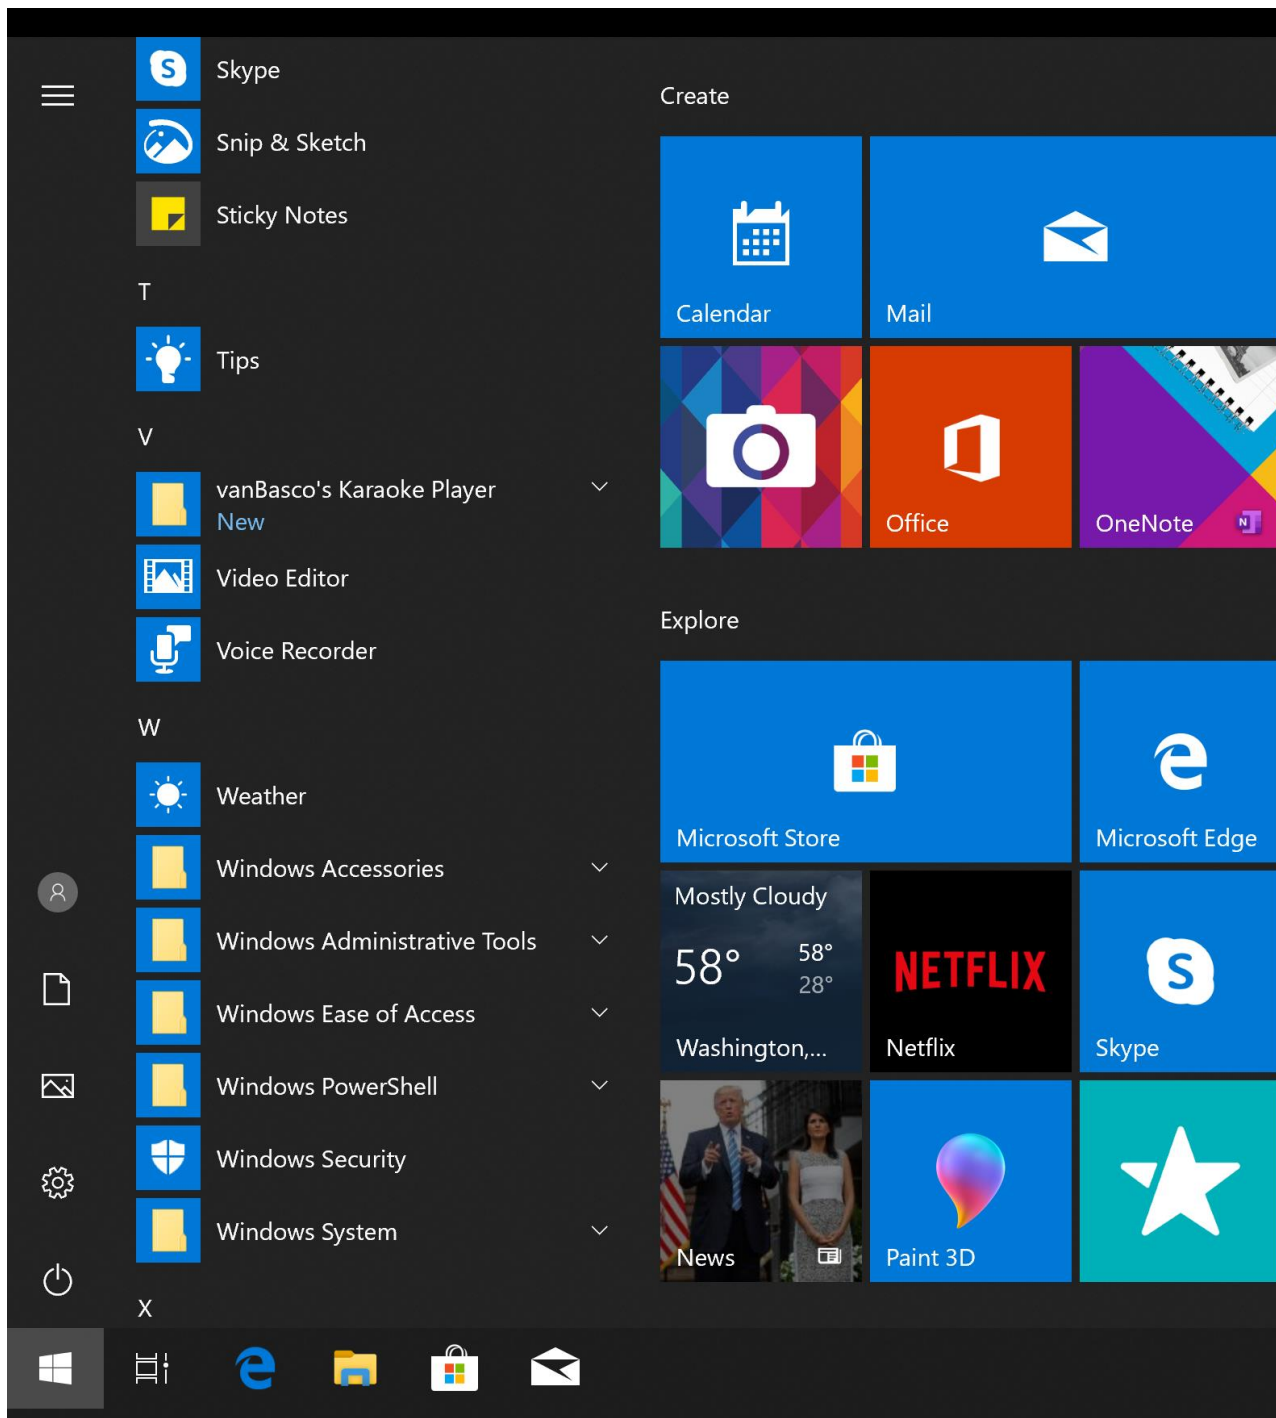 Skype
Snip & Sketch
Sticky Notes
T
Tips
V
vanBasco's Karaoke Player
New
Video Editor
Voice Recorder
W
Weather
Windows Accessories
Windows Administrative Tools
Windows Ease of Access
Windows PowerShell
Windows Security
Windows System
X
Create
Calendar
Mail
Office
OneNote
N
Explore
Microsoft Store
Microsoft Edge
Mostly Cloudy
58°
58°
28°
Washington,...
NETFLIX
Netflix
S
Skype
News
Paint 3D